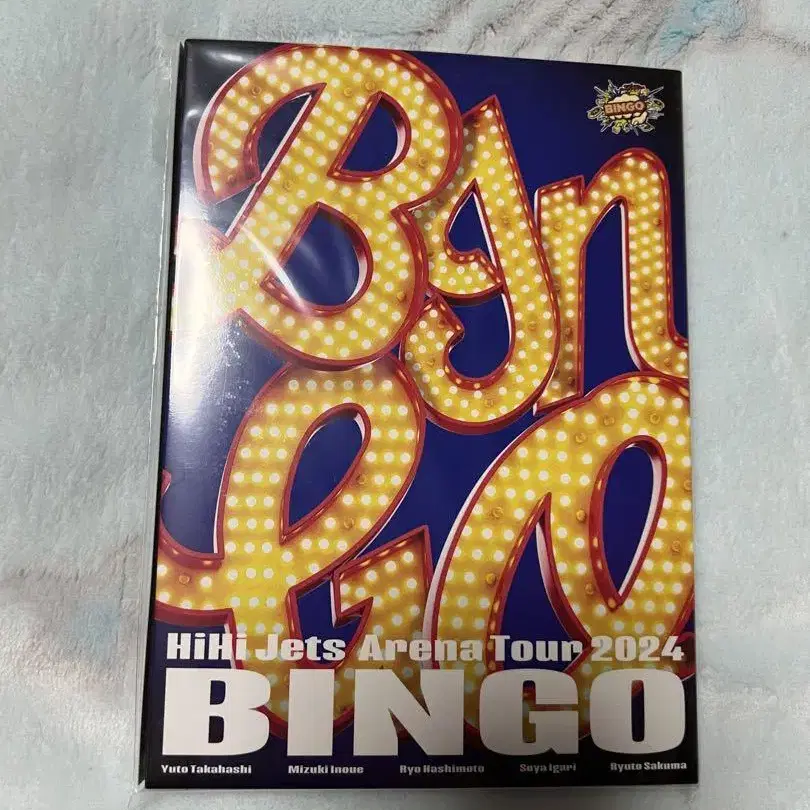 BINGO
Bingo
HiHi Jets Arena Tour 2024
BINGO
Yuto Takahashi Mizuki Inoue Ryo Hashimoto Soya Igari Ryuto Sakuma